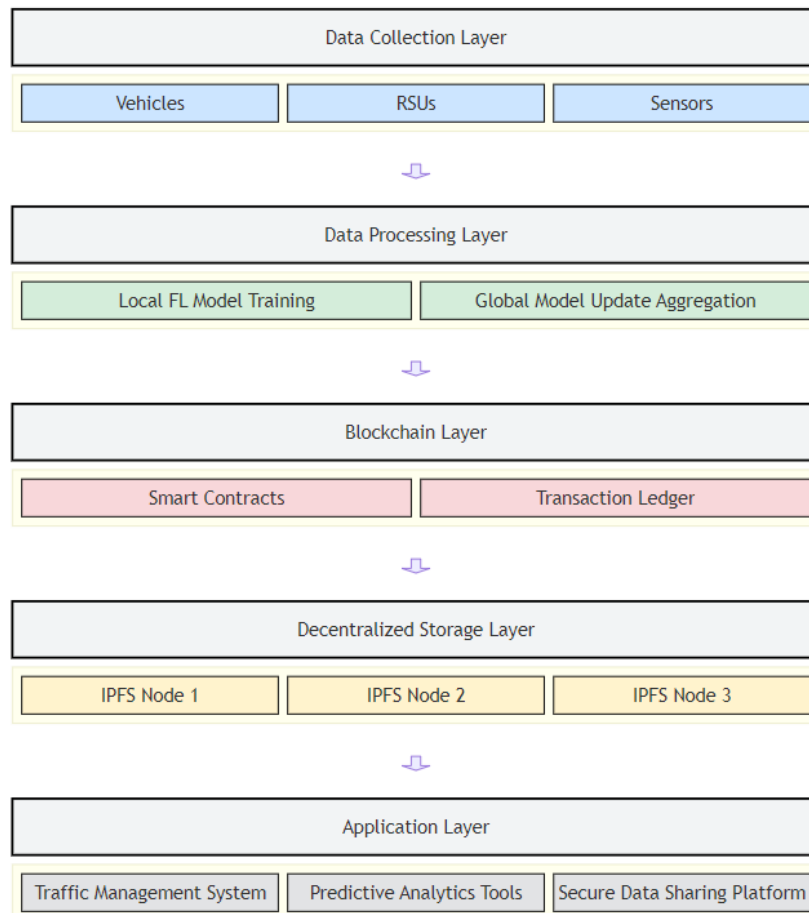 Data Collection Layer
Vehicles RSUs Sensors
Data Processing Layer
Local FL Model Training Global Model Update Aggregation
Blockchain Layer
Smart Contracts Transaction Ledger
Decentralized Storage Layer
IPFS Node 1 IPFS Node 2 IPFS Node 3
Application Layer
Traffic Management System Predictive Analytics Tools Secure Data Sharing Platform